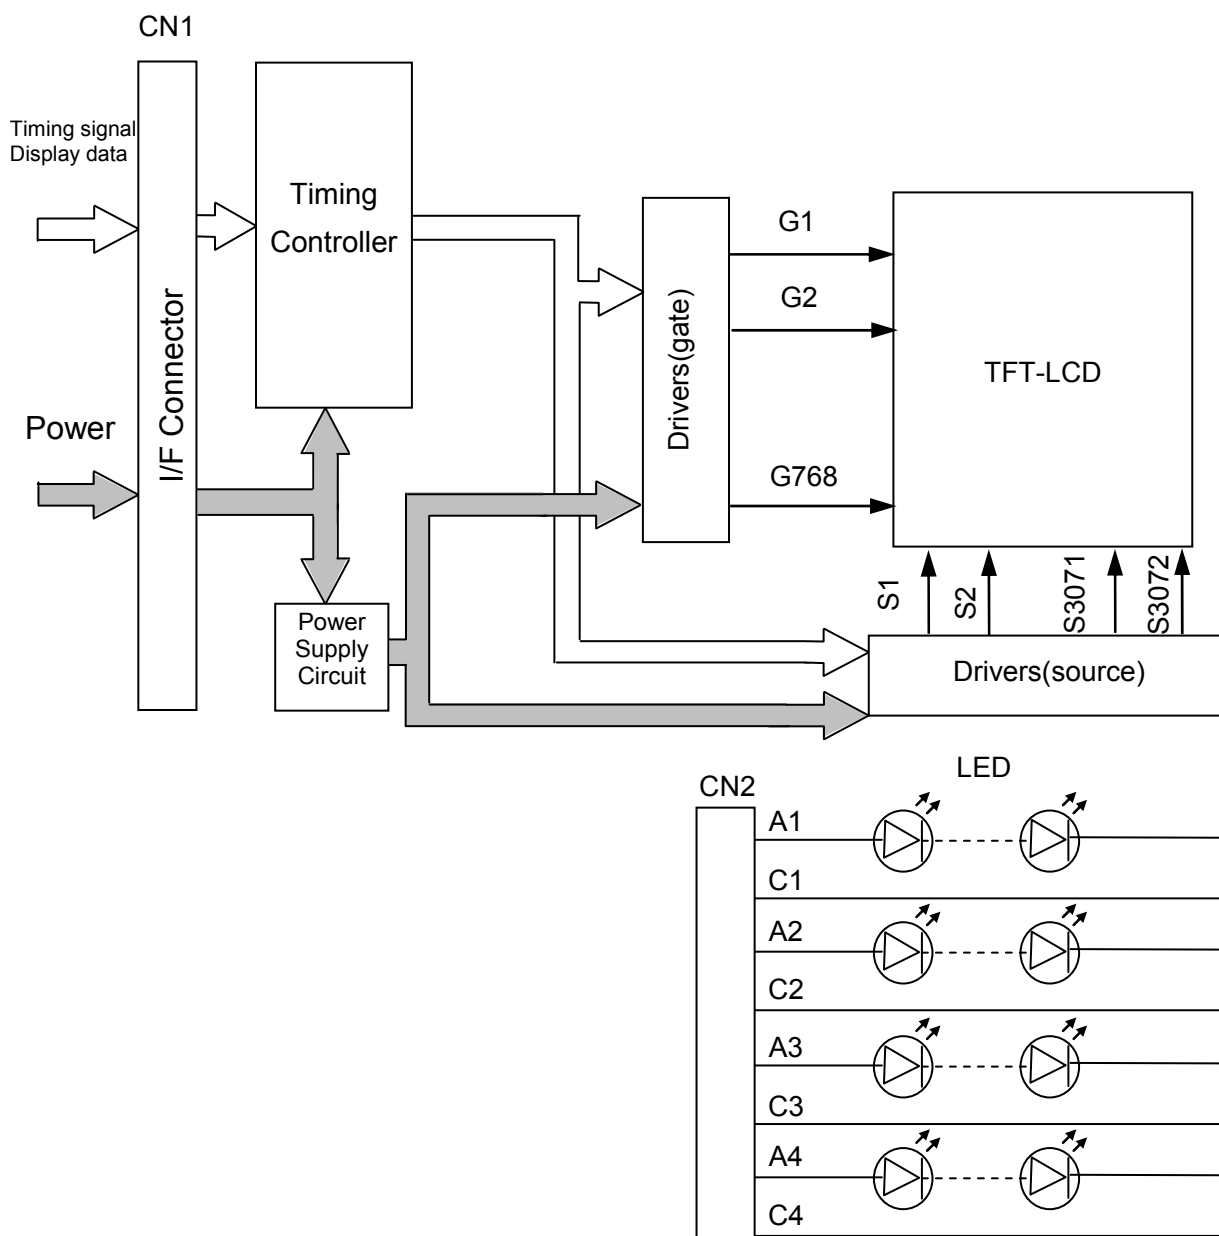 CN1
Timing signal
Display data
Timing
Controller
I/F Connector
Power
Power
Supply
Circuit
Drivers(gate)
G1
G2
G768
TFT-LCD
S1
S2
S3071
S3072
Drivers(source)
LED
CN2
A1
C1
A2
C2
A3
C3
A4
C4